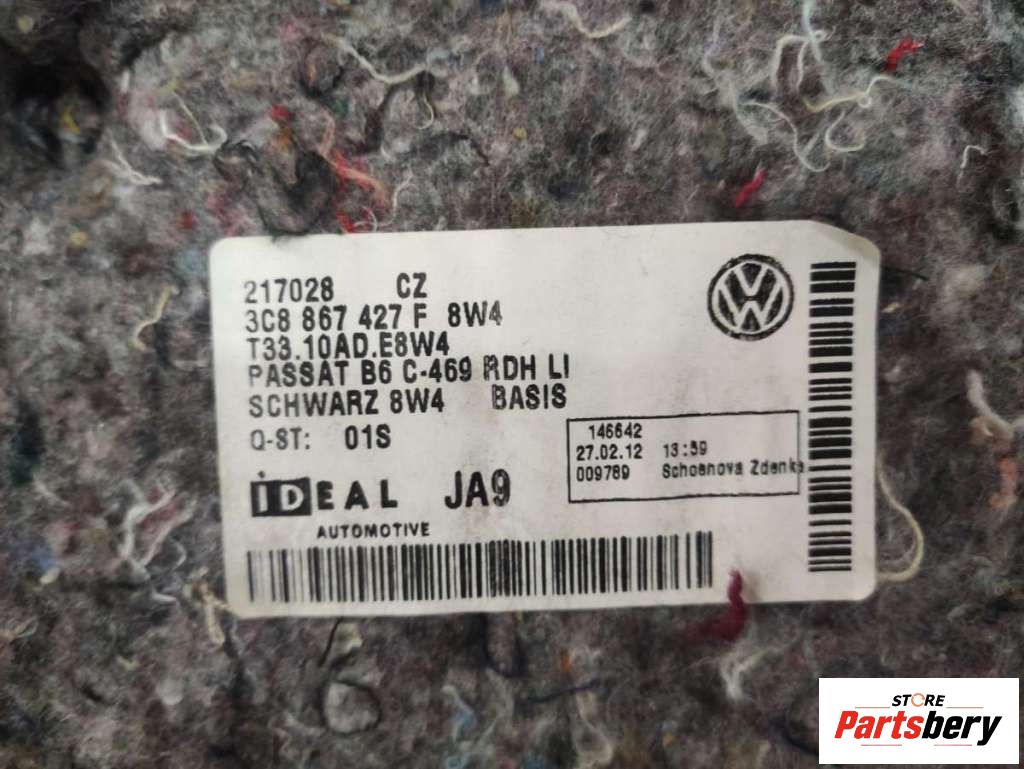 217028 CZ
3C8 867 427 F 8W4
T33.10AD.E8W4
PASSAT B6 C-469 RDH LI
SCHWARZ 8W4 BASIS
Q-ST: 01S
146642
27.02.12 13:59
009789 Schoenova Zdenka
iDEAL JA9
AUTOMOTIVE
STORE
Partsbery